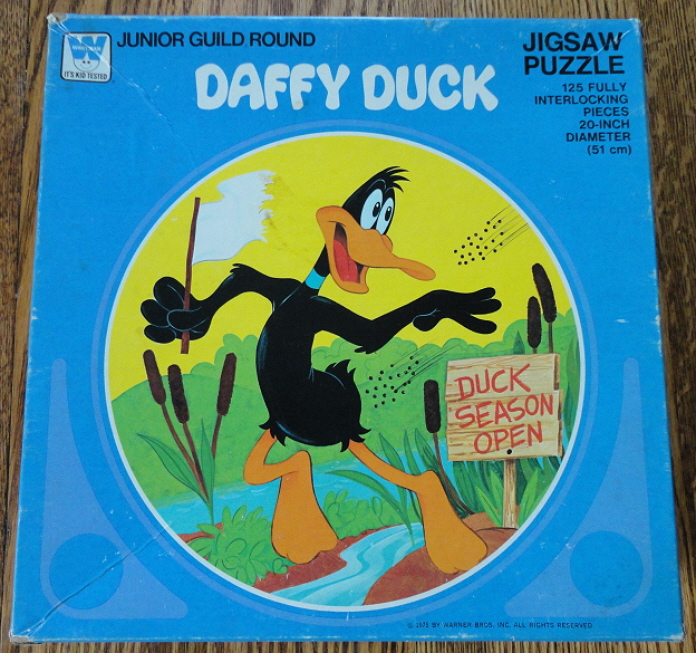 WHITMAN
IT'S KID TESTED
JUNIOR GUILD ROUND
DAFFY DUCK
JIGSAW
PUZZLE
125 FULLY
INTERLOCKING
PIECES
20-INCH
DIAMETER
(51 cm)
DUCK
SEASON
OPEN
BY WARNER BROS. INC. ALL RIGHTS RESERVED